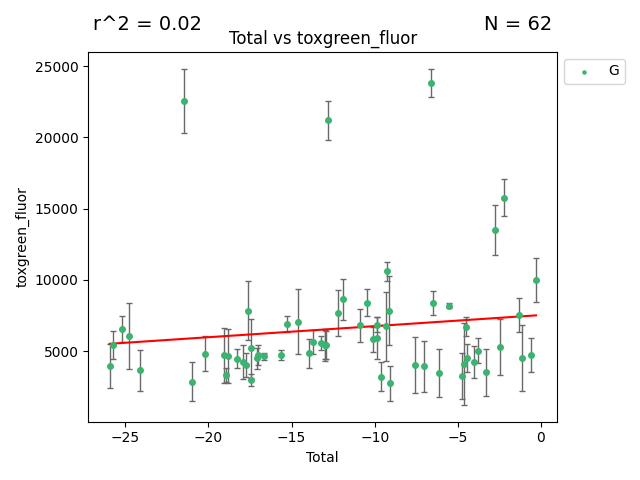 r^2 = 0.02
N = 62
Total vs toxgreen_fluor
G
25000
20000
15000
10000
5000
toxgreen_fluor
−25
−20
−15
−10
−5
0
Total